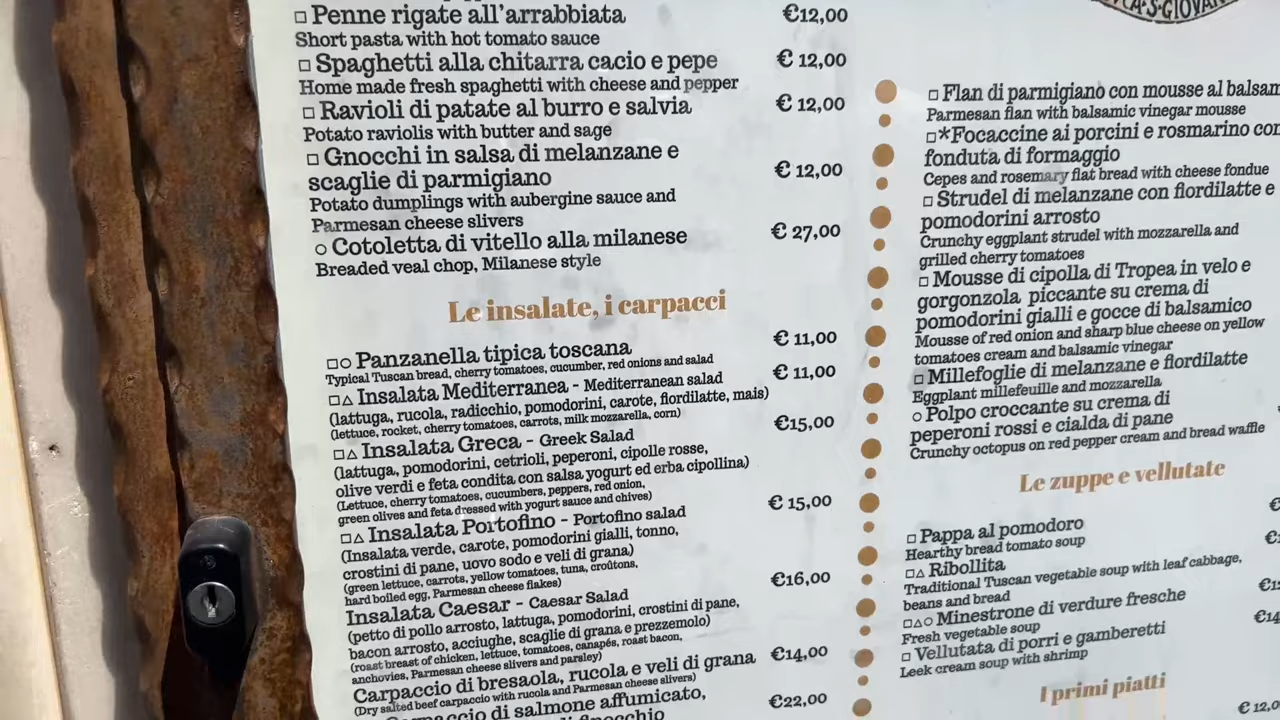 Penne rigate all'arrabbiata €12,00
Short pasta with hot tomato sauce
Spaghetti alla chitarra cacio e pepe € 12,00
Home made fresh spaghetti with cheese and pepper
Ravioli di patate al burro e salvia € 12,00
Potato raviolis with butter and sage
Gnocchi in salsa di melanzane e
scaglie di parmigiano € 12,00
Potato dumplings with aubergine sauce and
Parmesan cheese slivers
Cotoletta di vitello alla milanese € 27,00
Breaded veal chop, Milanese style
Le insalate, i carpacci
Panzanella tipica toscana € 11,00
Typical Tuscan bread, cherry tomatoes, cucumber, red onions and salad
Insalata Mediterranea - Mediterranean salad € 11,00
(lattuga, rucola, radicchio, pomodorini, carote, fiordilatte, mais)
(lettuce, rocket, cherry tomatoes, carrots, milk mozzarella, corn)
Insalata Greca - Greek Salad €15,00
(lattuga, pomodorini, cetrioli, peperoni, cipolle rosse,
olive verdi e feta condita con salsa yogurt ed erba cipollina)
(Lettuce, cherry tomatoes, cucumbers, peppers, red onion,
green olives and feta dressed with yogurt sauce and chives)
Insalata Portofino - Portofino salad € 15,00
(Insalata verde, carote, pomodorini gialli, tonno,
crostini di pane, uovo sodo e veli di grana)
(green lettuce, carrots, yellow tomatoes, tuna, croûtons,
hard boiled egg, Parmesan cheese flakes)
Insalata Caesar - Caesar Salad €16,00
(petto di pollo arrosto, lattuga, pomodorini, crostini di pane,
bacon arrosto, acciughe, scaglie di grana e prezzemolo)
(roast breast of chicken, lettuce, tomatoes, canapés, roast bacon,
anchovies, Parmesan cheese slivers and parsley)
Carpaccio di bresaola, rucola e veli di grana €14,00
(Dry salted beef carpaccio with rucola and Parmesan cheese slivers)
di salmone affumicato, €22,00
finocchio
S·GIOVAN
Flan di parmigiano con mousse al balsam
Parmesan flan with balsamic vinegar mousse
*Focaccine ai porcini e rosmarino con
fonduta di formaggio
Cepes and rosemary flat bread with cheese fondue
Strudel di melanzane con fiordilatte e
pomodorini arrosto
Crunchy eggplant strudel with mozzarella and
grilled cherry tomatoes
Mousse di cipolla di Tropea in velo e
gorgonzola piccante su crema di
pomodorini gialli e gocce di balsamico
Mousse of red onion and sharp blue cheese on yellow
tomatoes cream and balsamic vinegar
Millefoglie di melanzane e fiordilatte
Eggplant millefeuille and mozzarella
Polpo croccante su crema di
peperoni rossi e cialda di pane
Crunchy octopus on red pepper cream and bread waffle
Le zuppe e vellutate
Pappa al pomodoro €
Hearthy bread tomato soup
Ribollita
Traditional Tuscan vegetable soup with leaf cabbage,
beans and bread
Minestrone di verdure fresche
Fresh vegetable soup
Vellutata di porri e gamberetti €14
Leek cream soup with shrimp
I primi piatti
€ 12,0